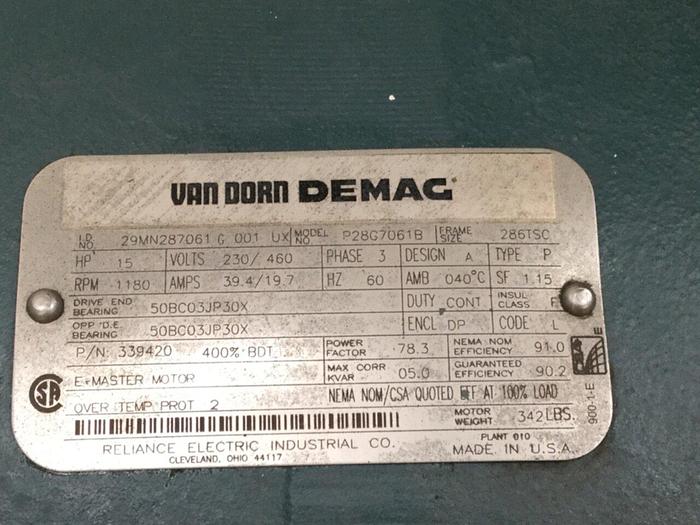 VAN DORN DEMAG
I.D. NO. 29MN287061 G 001 UX MODEL NO. P28G7061B FRAME SIZE 286TSC
HP 15 VOLTS 230/460 PHASE 3 DESIGN A TYPE P
RPM 1180 AMPS 39.4/19.7 HZ 60 AMB 040°C SF 1.15
DRIVE END BEARING 50BC03JP30X DUTY CONT INSUL CLASS F
OPP D.E. BEARING 50BC03JP30X ENCL DP CODE L
P/N: 339420 400% BDT POWER FACTOR 78.3 NEMA NOM EFFICIENCY 91.0
E-MASTER MOTOR MAX CORR KVAR 05.0 GUARANTEED EFFICIENCY 90.2
NEMA NOM/CSA QUOTED EFF AT 100% LOAD
OVER TEMP PROT 2 MOTOR WEIGHT 342LBS.
RELIANCE ELECTRIC INDUSTRIAL CO. PLANT 010
CLEVELAND, OHIO 44117 MADE IN U.S.A.
900-1-E